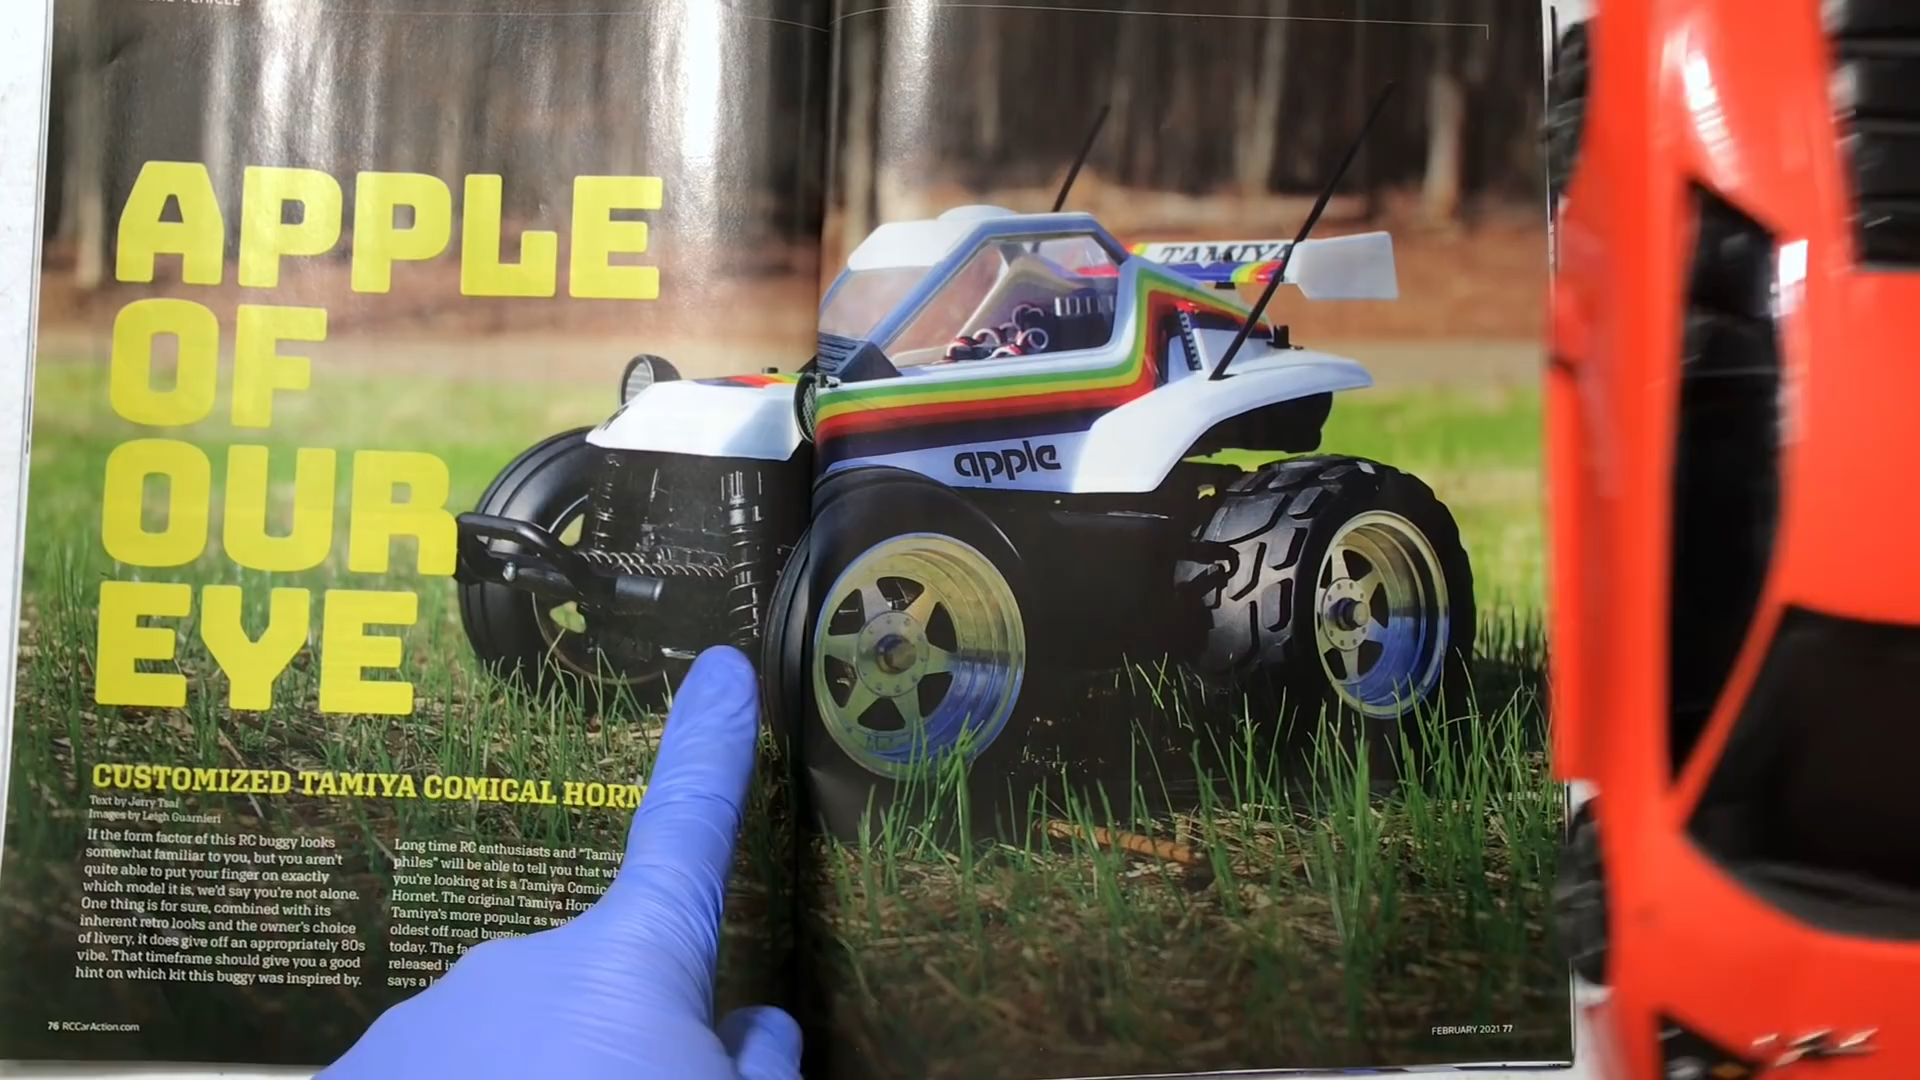 VEHICLE
APPLE
OF
OUR
EYE
TAMIYA
apple
CUSTOMIZED TAMIYA COMICAL HORN
Text by Jerry Tsai
Images by Leigh Guarnieri
If the form factor of this RC buggy looks
somewhat familiar to you, but you aren't
quite able to put your finger on exactly
which model it is, we'd say you're not alone.
One thing is for sure, combined with its
inherent retro looks and the owner's choice
of livery, it does give off an appropriately 80s
vibe. That timeframe should give you a good
hint on which kit this buggy was inspired by.
Long time RC enthusiasts and "Tamiy
philes" will be able to tell you that wh
you're looking at is a Tamiya Comic
Hornet. The original Tamiya Horn
Tamiya's more popular as wel
oldest off road buggies
today. The fa
released in
says a l
76 RCCarAction.com
FEBRUARY 2021 77